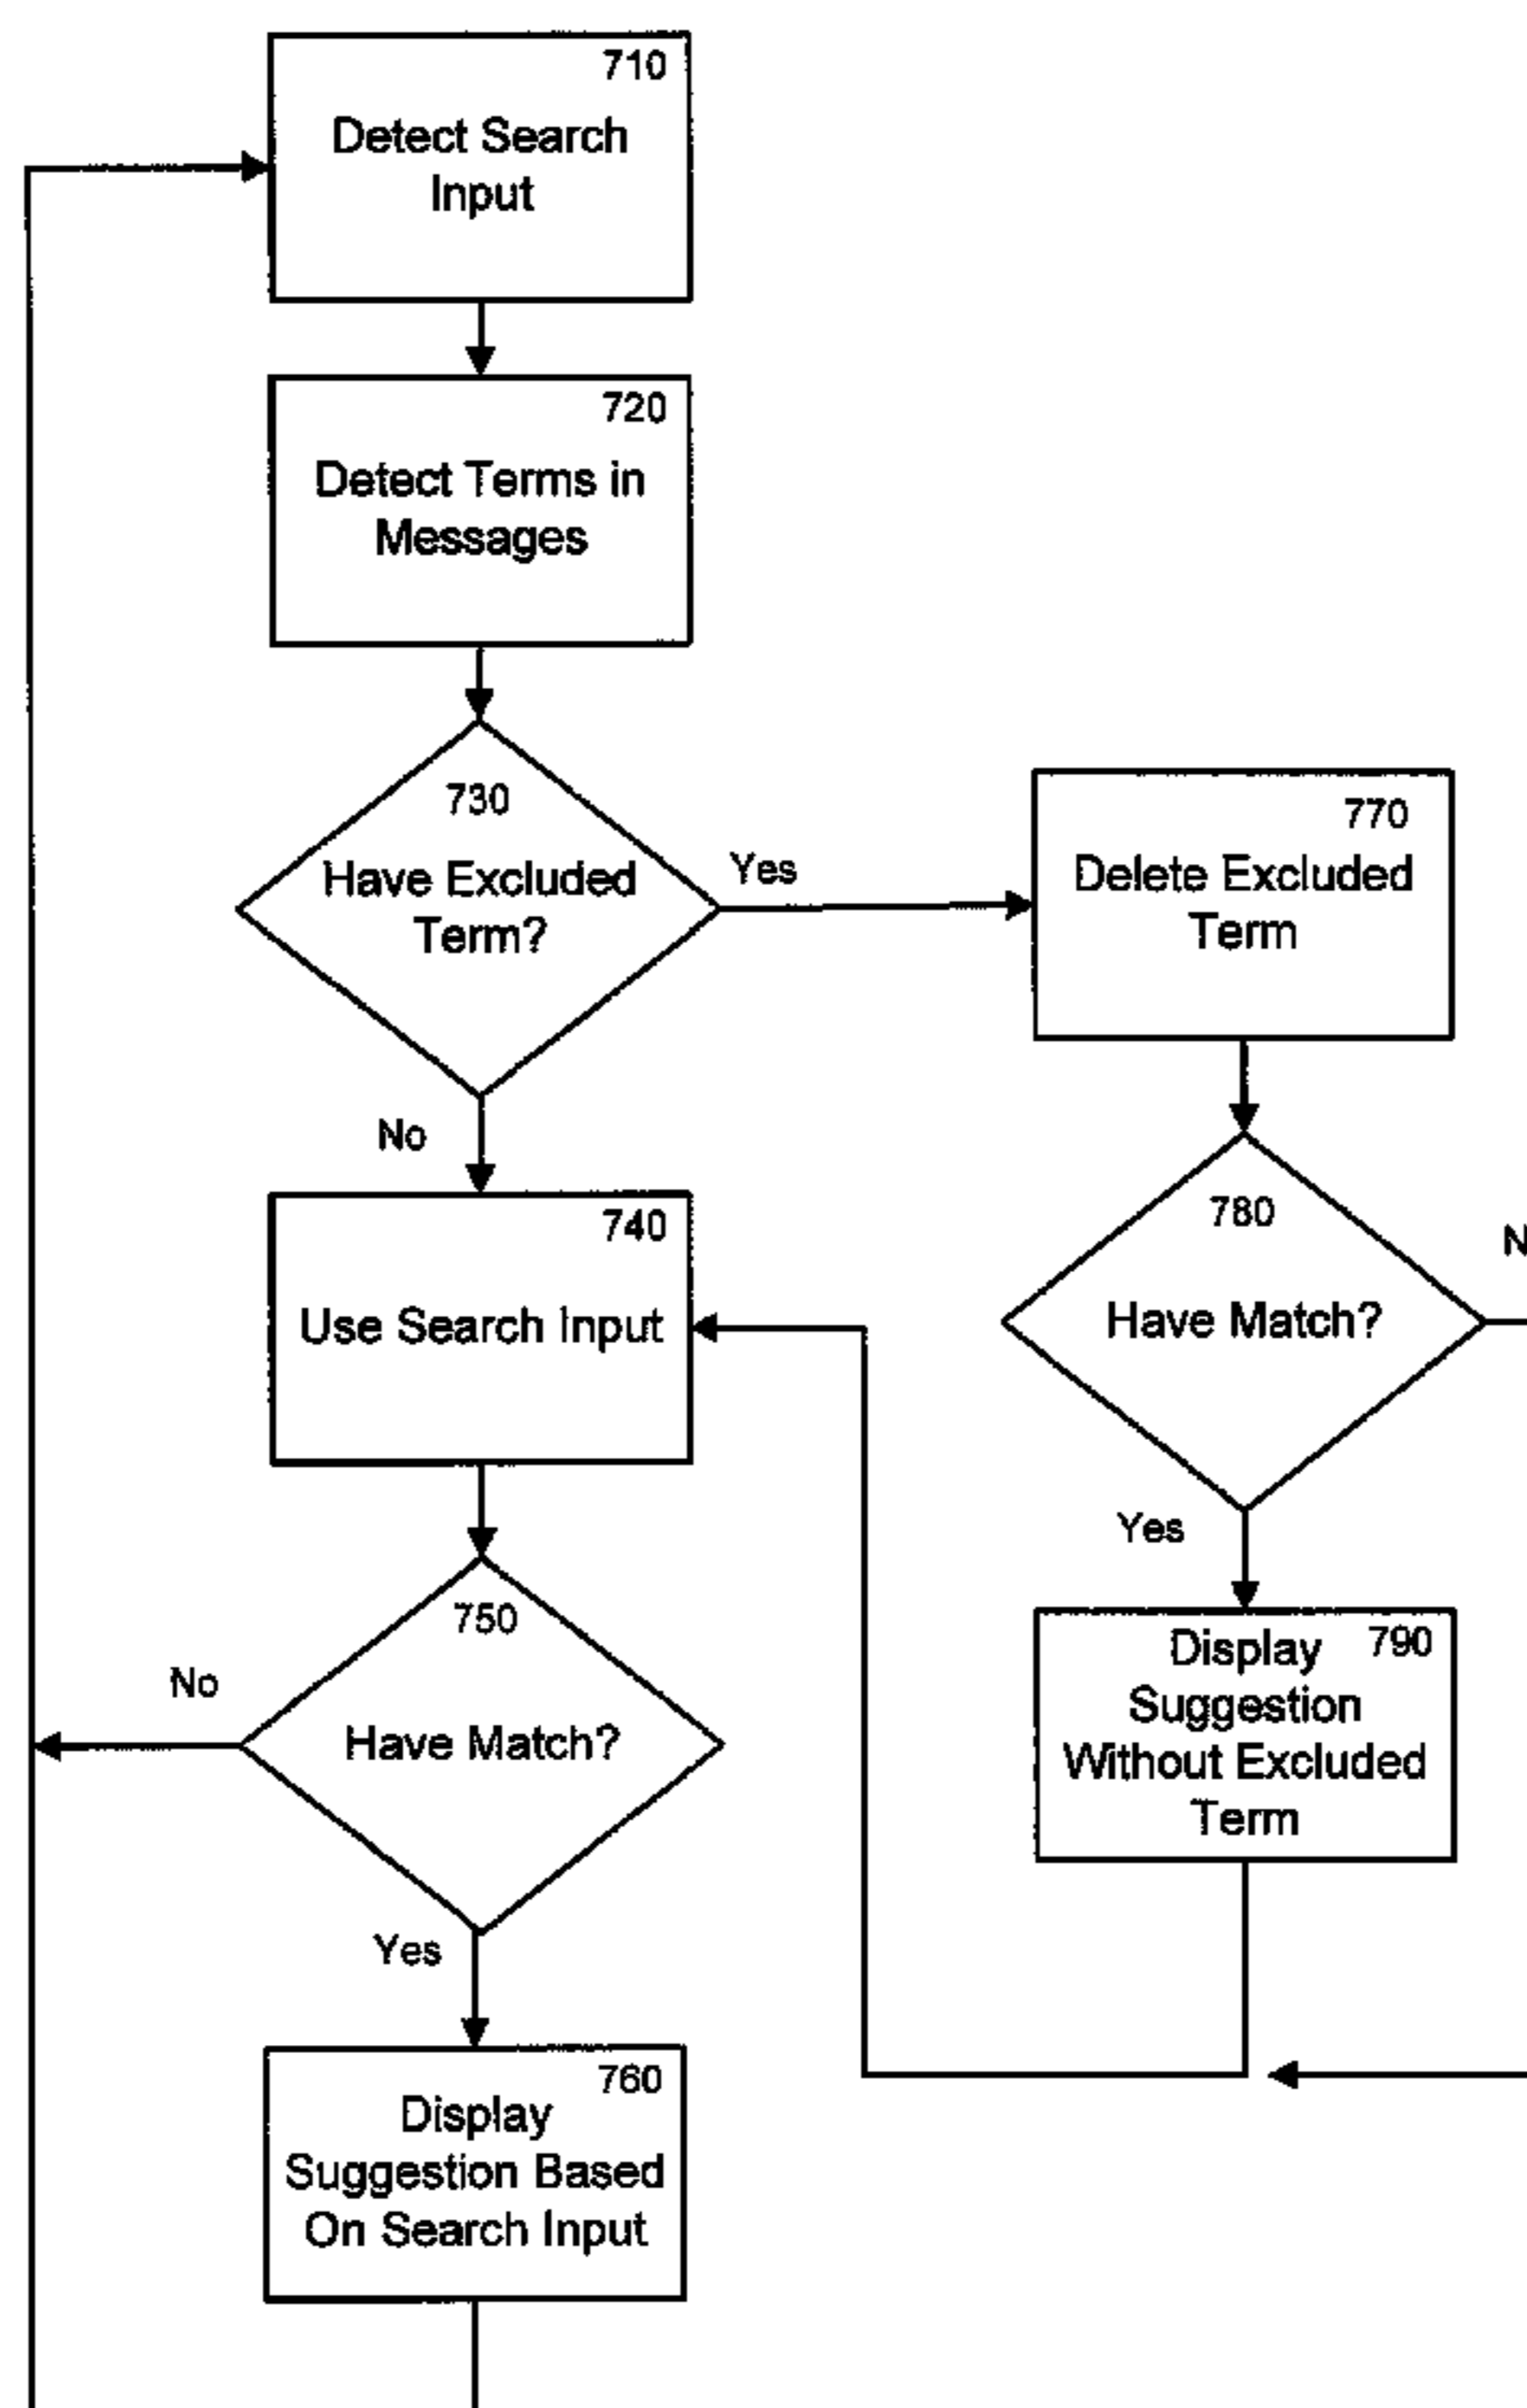 710
Detect Search
Input
720
Detect Terms in
Messages
730
Have Excluded
Term?
Yes
No
770
Delete Excluded
Term
740
Use Search Input
780
Have Match?
Yes
750
Have Match?
No
Yes
790
Display
Suggestion
Without Excluded
Term
760
Display
Suggestion Based
On Search Input